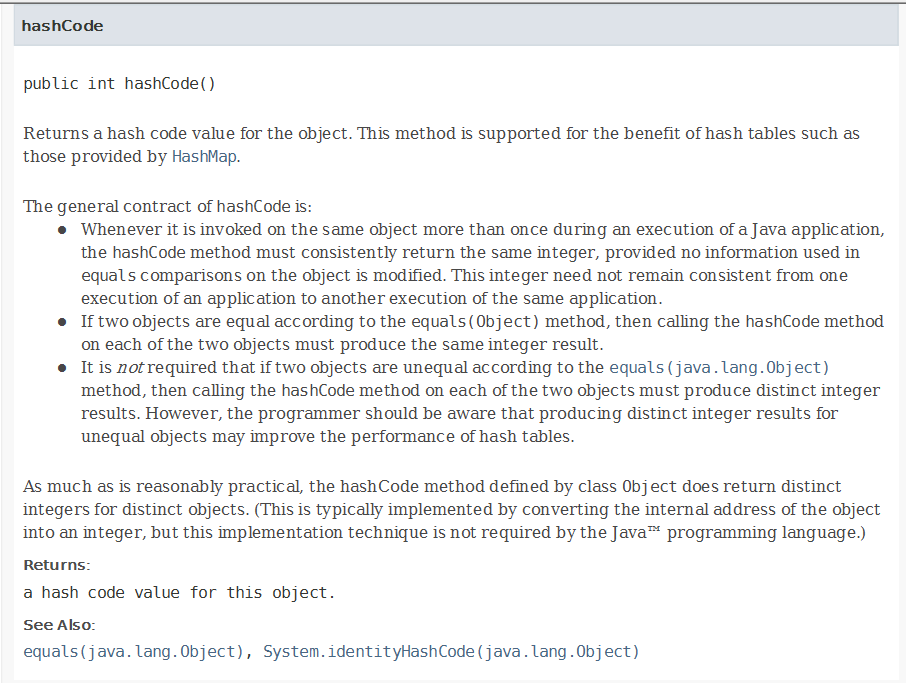 hashCode
public int hashCode()
Returns a hash code value for the object. This method is supported for the benefit of hash tables such as
those provided by HashMap.
The general contract of hashCode is:
● Whenever it is invoked on the same object more than once during an execution of a Java application,
the hashCode method must consistently return the same integer, provided no information used in
equals comparisons on the object is modified. This integer need not remain consistent from one
execution of an application to another execution of the same application.
● If two objects are equal according to the equals(Object) method, then calling the hashCode method
on each of the two objects must produce the same integer result.
● It is not required that if two objects are unequal according to the equals(java.lang.Object)
method, then calling the hashCode method on each of the two objects must produce distinct integer
results. However, the programmer should be aware that producing distinct integer results for
unequal objects may improve the performance of hash tables.
As much as is reasonably practical, the hashCode method defined by class Object does return distinct
integers for distinct objects. (This is typically implemented by converting the internal address of the object
into an integer, but this implementation technique is not required by the Java™ programming language.)
Returns:
a hash code value for this object.
See Also:
equals(java.lang.Object), System.identityHashCode(java.lang.Object)